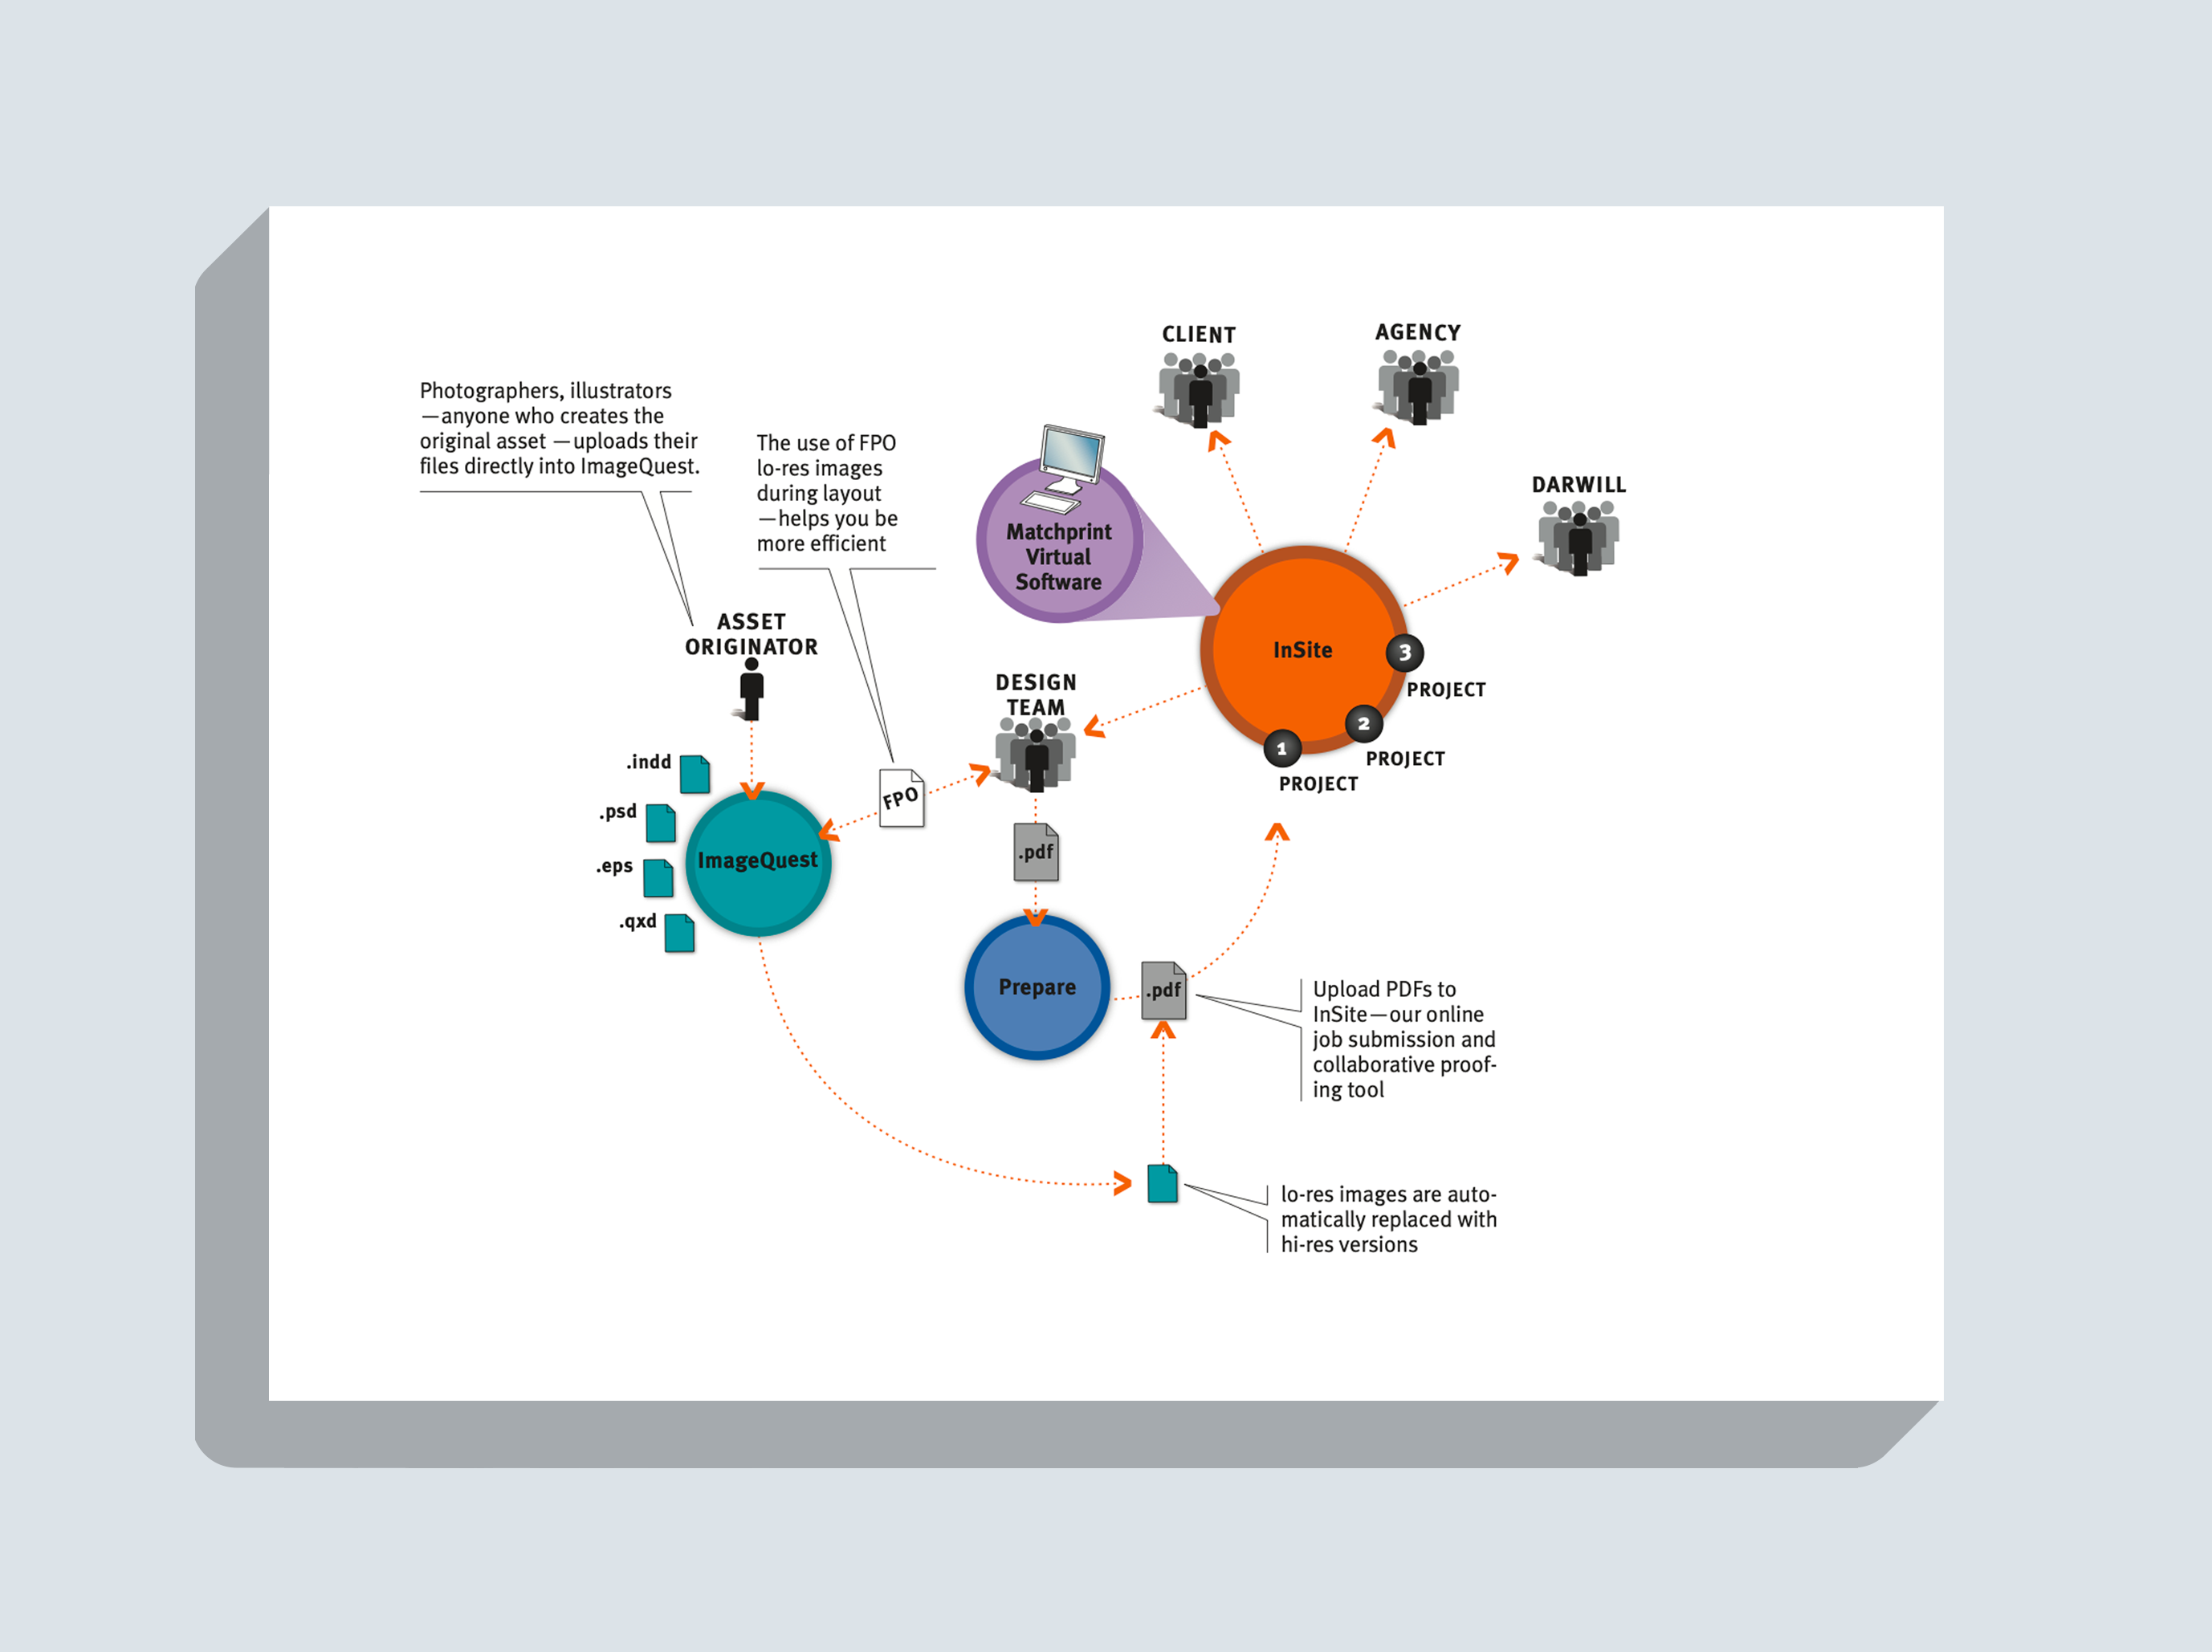 CLIENT
AGENCY
Photographers, illustrators
—anyone who creates the
original asset —uploads their
files directly into ImageQuest.
The use of FPO
lo-res images
during layout
—helps you be
more efficient
DARWILL
Matchprint
Virtual
Software
ASSET
ORIGINATOR
InSite
3
PROJECT
2
PROJECT
1
PROJECT
DESIGN
TEAM
.indd
.psd
.eps
.qxd
FPO
ImageQuest
.pdf
Prepare
.pdf
Upload PDFs to
InSite—our online
job submission and
collaborative proof-
ing tool
lo-res images are auto-
matically replaced with
hi-res versions